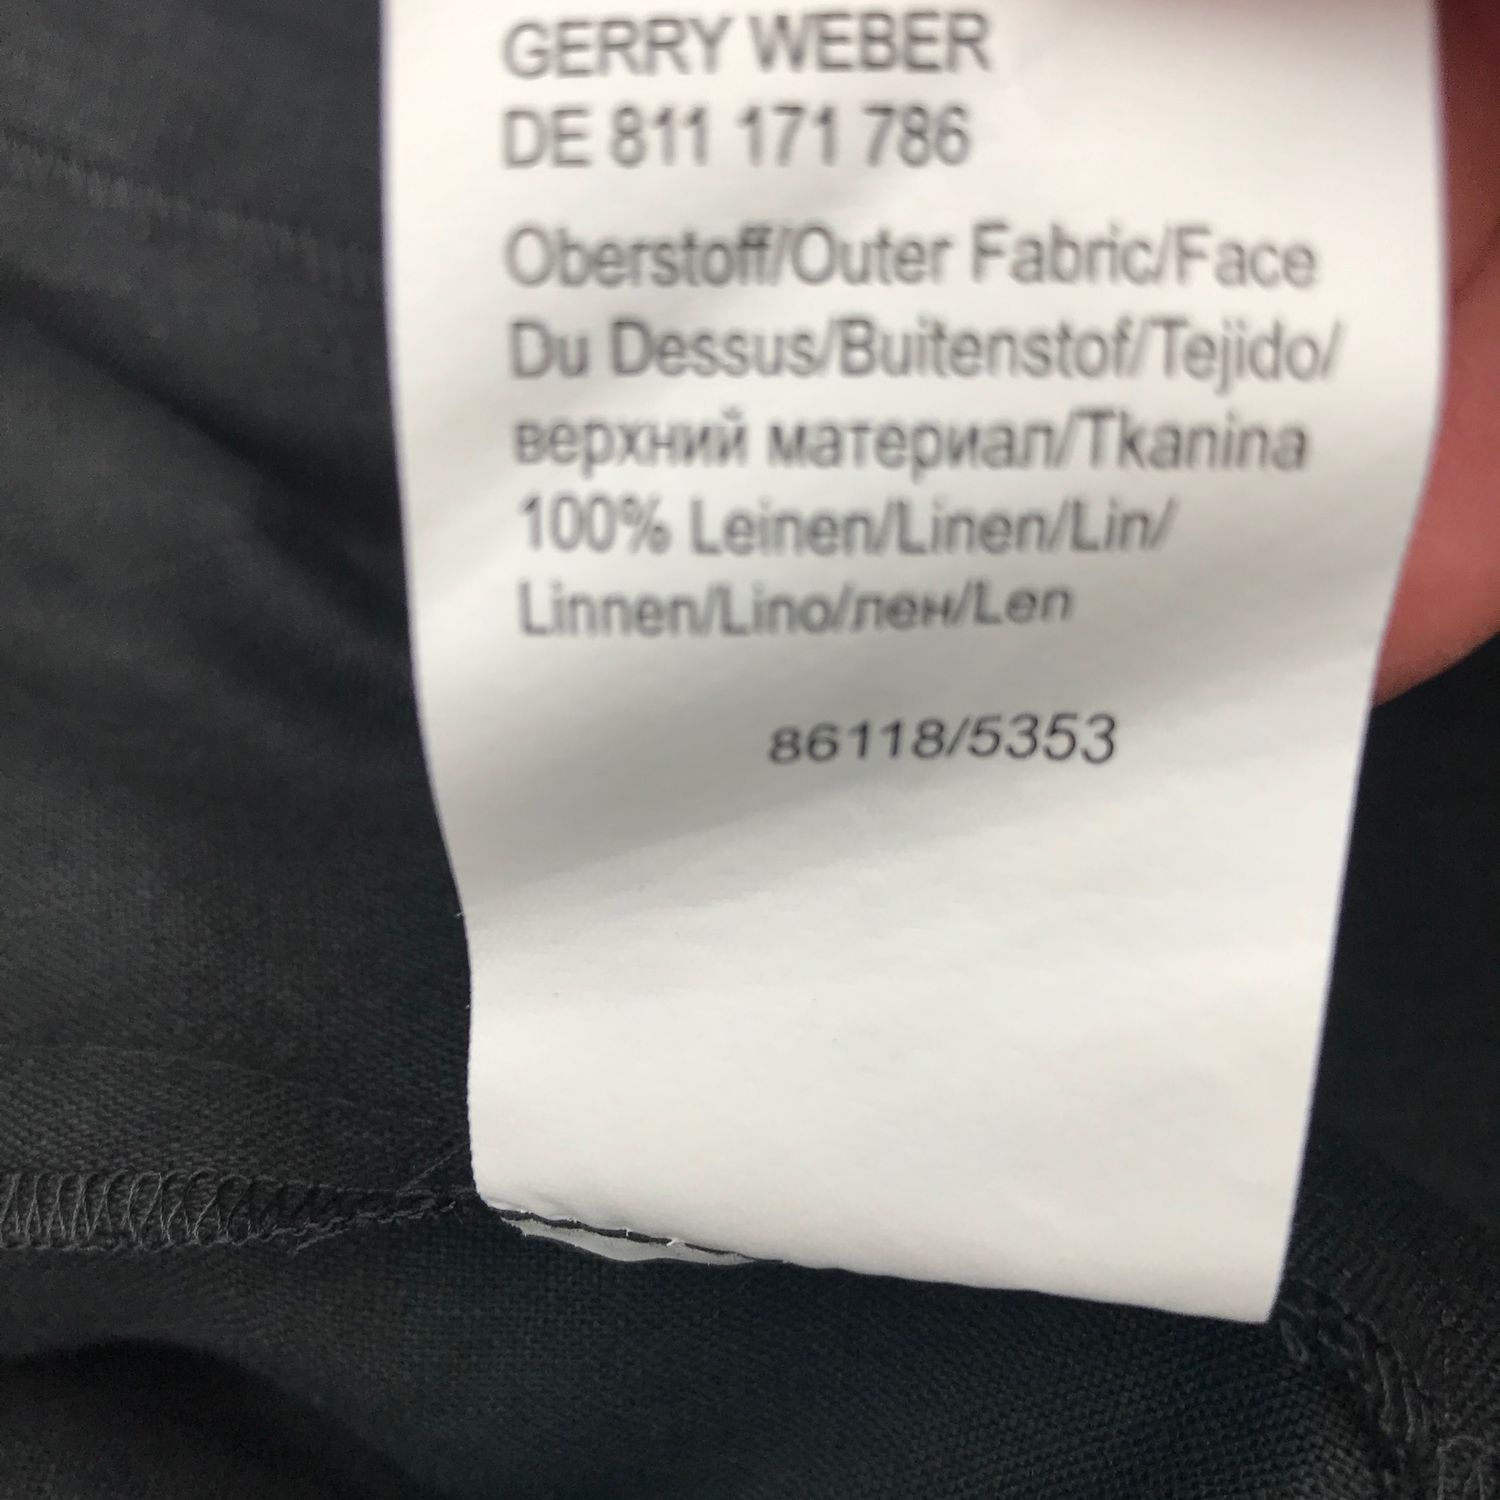 GERRY WEBER
DE 811 171 786
Oberstoff/Outer Fabric/Face
Du Dessus/Buitenstof/Tejido/
верхний материал/Tkanina
100% Leinen/Linen/Lin/
Linnen/Lino/лен/Len
86118/5353